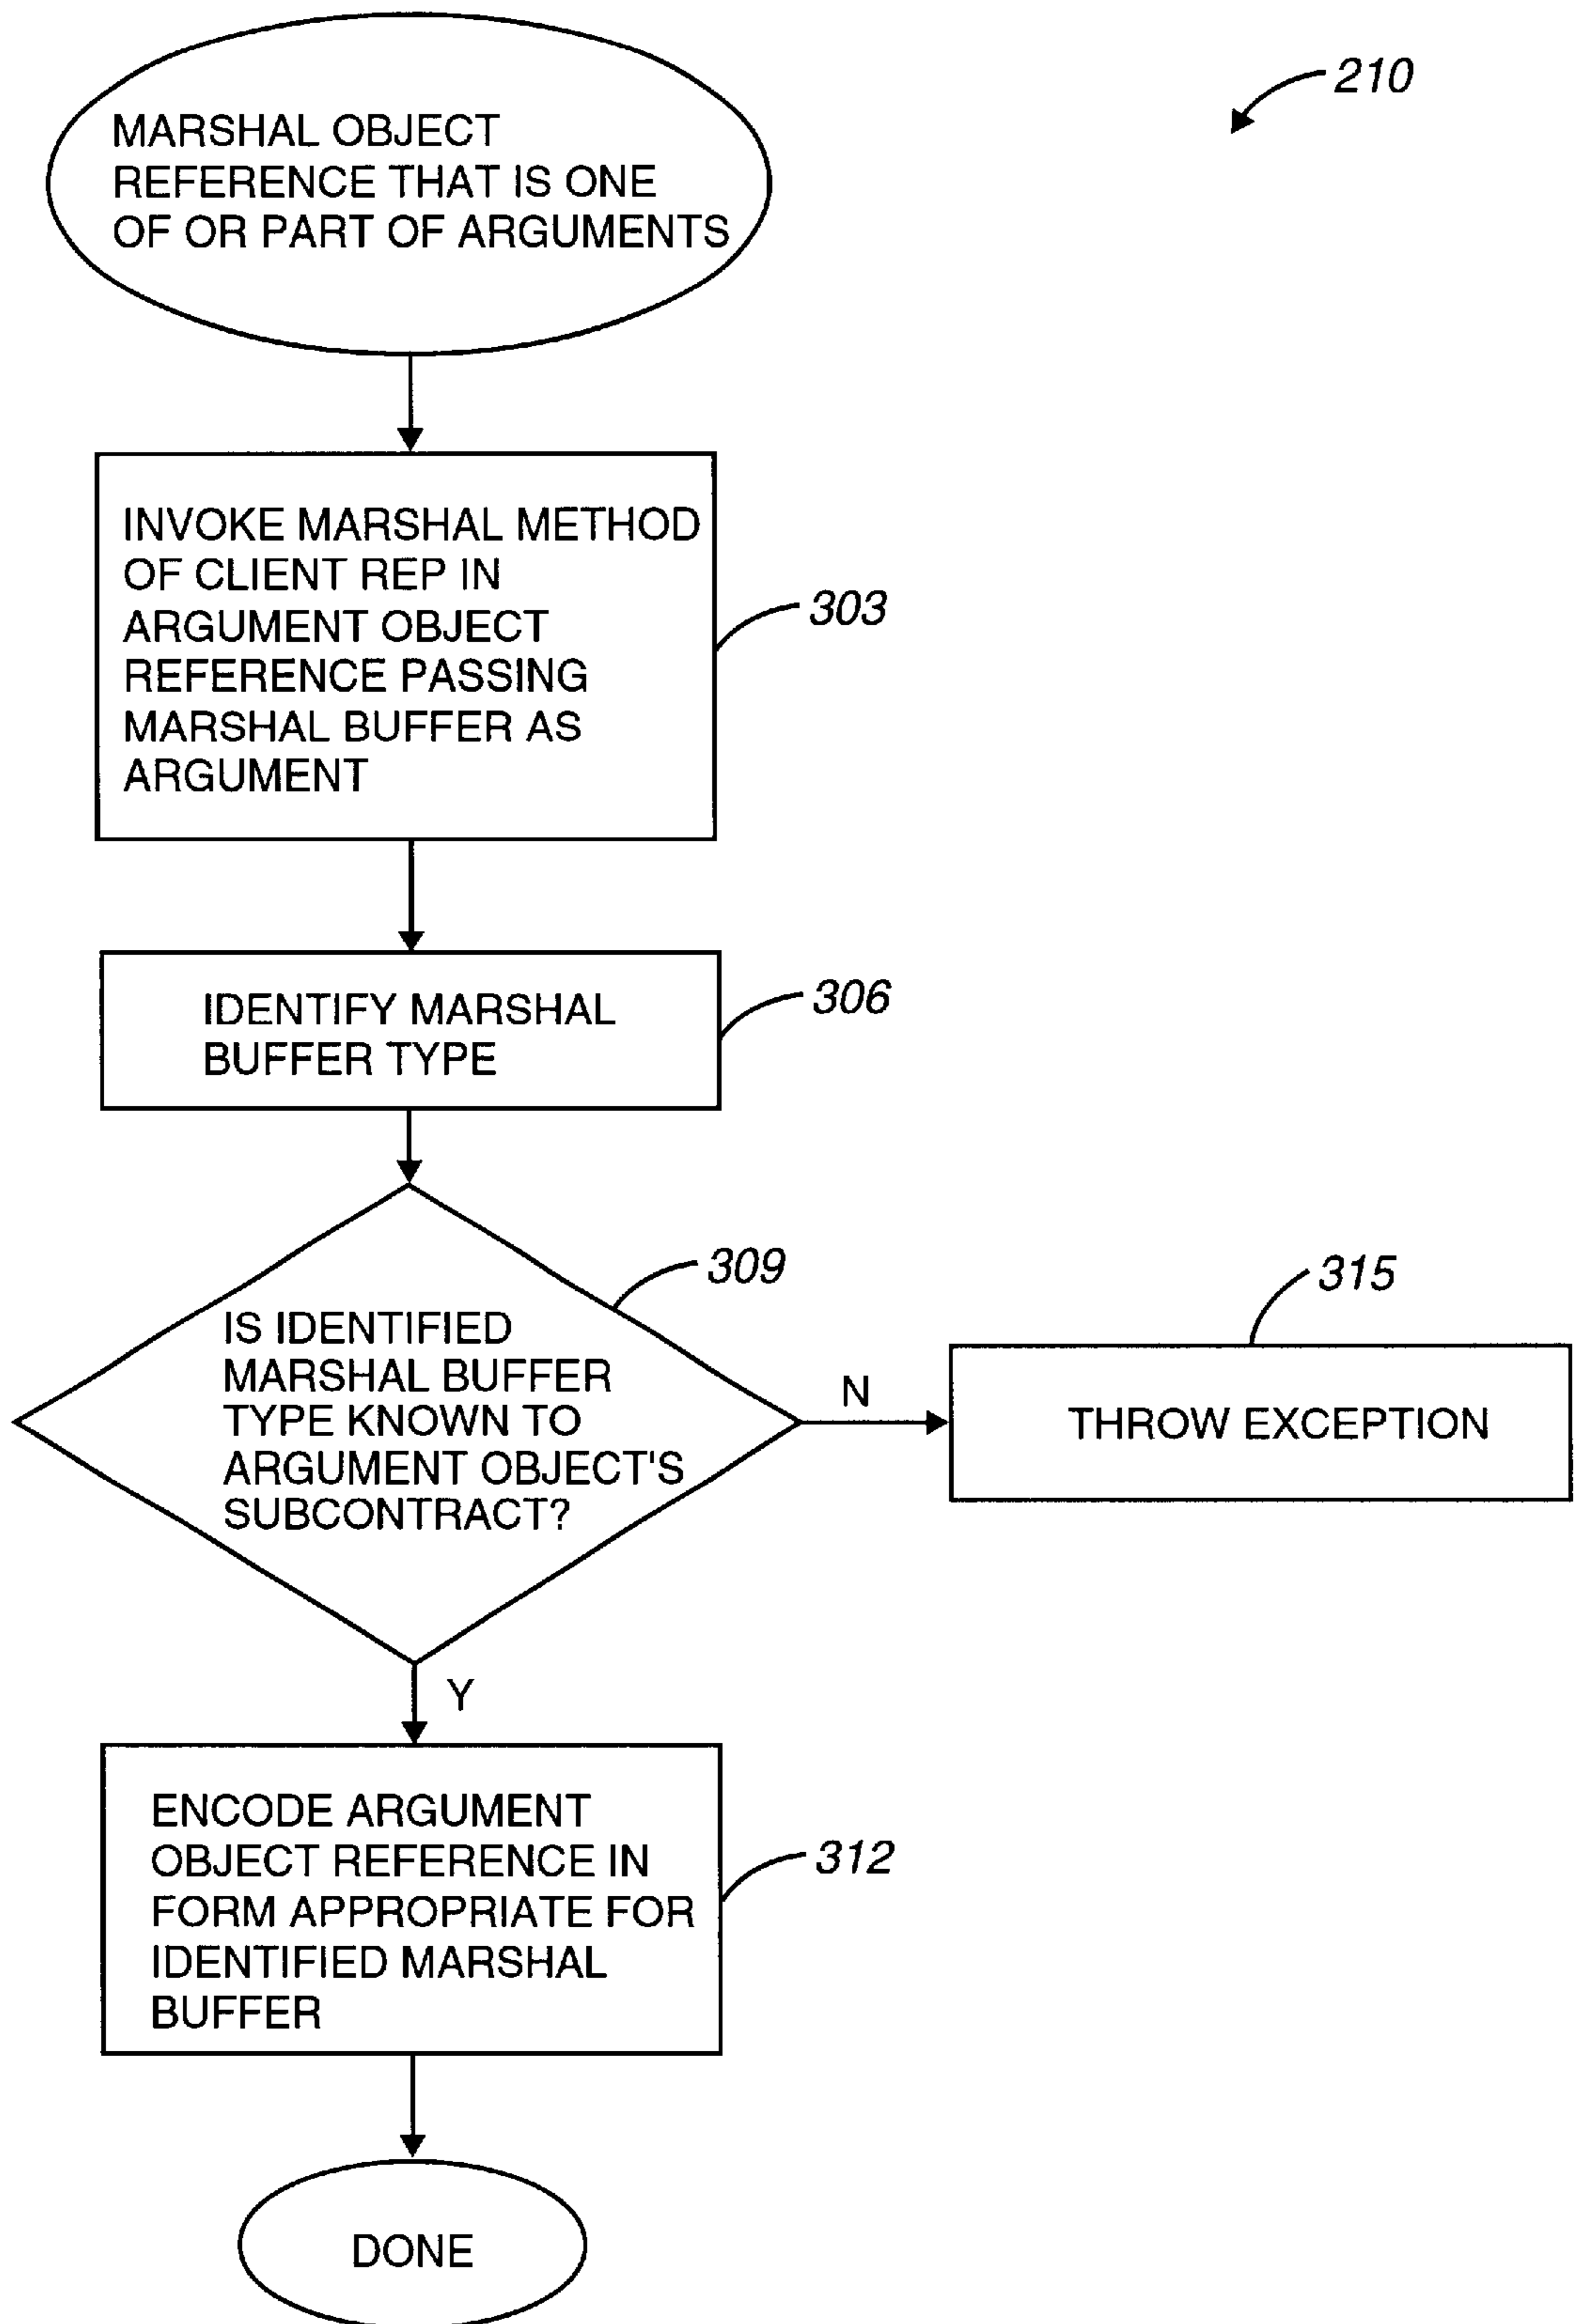 210
MARSHAL OBJECT
REFERENCE THAT IS ONE
OF OR PART OF ARGUMENTS
INVOKE MARSHAL METHOD
OF CLIENT REP IN
ARGUMENT OBJECT
REFERENCE PASSING
MARSHAL BUFFER AS
ARGUMENT
303
IDENTIFY MARSHAL
BUFFER TYPE
306
IS IDENTIFIED
MARSHAL BUFFER
TYPE KNOWN TO
ARGUMENT OBJECT'S
SUBCONTRACT?
309
N
315
THROW EXCEPTION
Y
ENCODE ARGUMENT
OBJECT REFERENCE IN
FORM APPROPRIATE FOR
IDENTIFIED MARSHAL
BUFFER
312
DONE